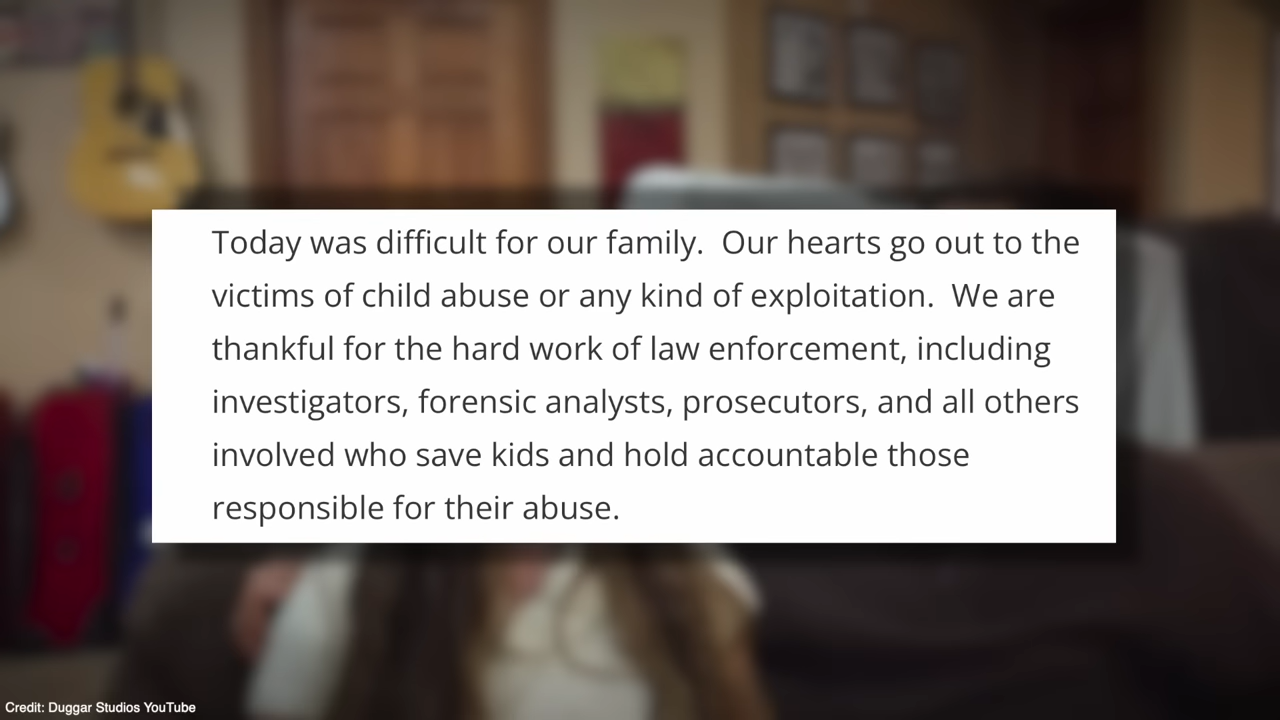 Today was difficult for our family.  Our hearts go out to the
victims of child abuse or any kind of exploitation.  We are
thankful for the hard work of law enforcement, including
investigators, forensic analysts, prosecutors, and all others
involved who save kids and hold accountable those
responsible for their abuse.
Credit: Duggar Studios YouTube